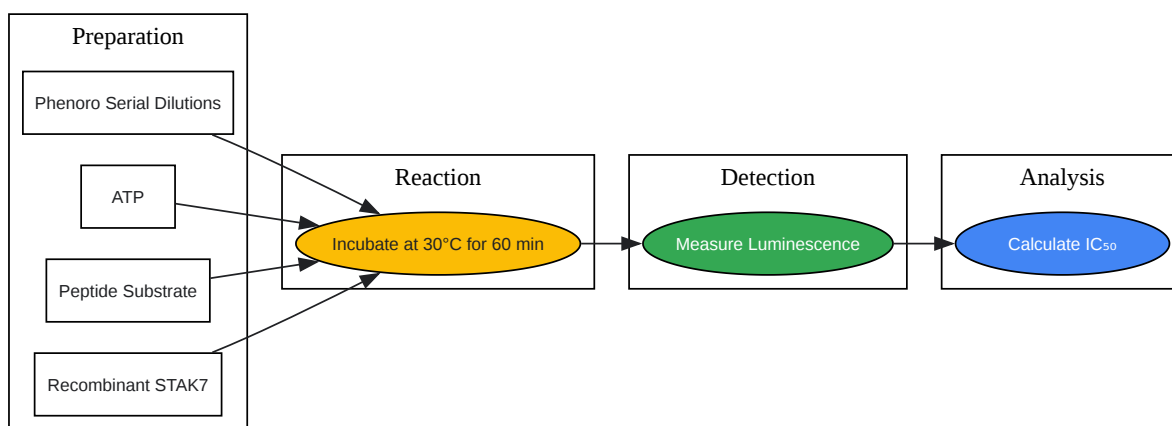 Preparation
Phenoro Serial Dilutions
ATP
Peptide Substrate
Recombinant STAK7
Reaction
Incubate at 30°C for 60 min
Detection
Measure Luminescence
Analysis
Calculate IC₅₀